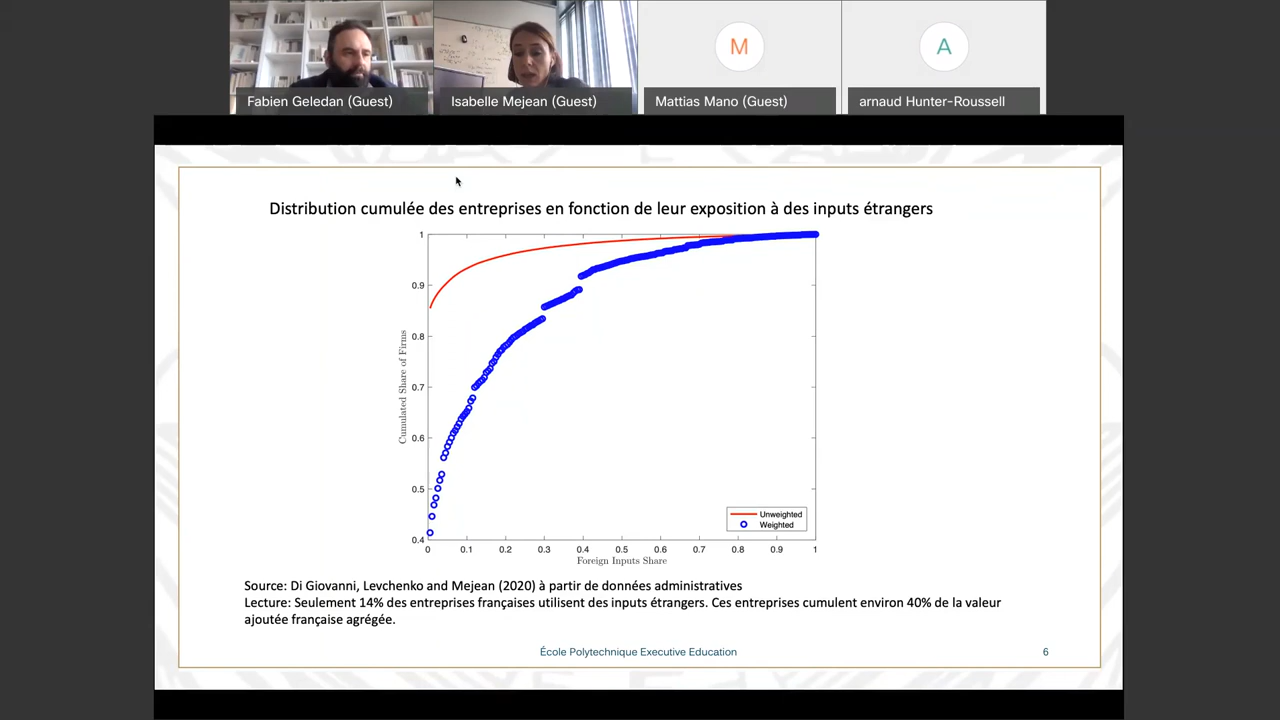 Fabien Geledan (Guest)
Isabelle Mejean (Guest)
M
Mattias Mano (Guest)
A
arnaud Hunter-Roussell
Distribution cumulée des entreprises en fonction de leur exposition à des inputs étrangers
1
0.9
0.8
0.7
0.6
0.5
0.4
Cumulated Share of Firms
Unweighted
Weighted
0 0.1 0.2 0.3 0.4 0.5 0.6 0.7 0.8 0.9 1
Foreign Inputs Share
Source: Di Giovanni, Levchenko and Mejean (2020) à partir de données administratives
Lecture: Seulement 14% des entreprises françaises utilisent des inputs étrangers. Ces entreprises cumulent environ 40% de la valeur
ajoutée française agrégée.
École Polytechnique Executive Education
6